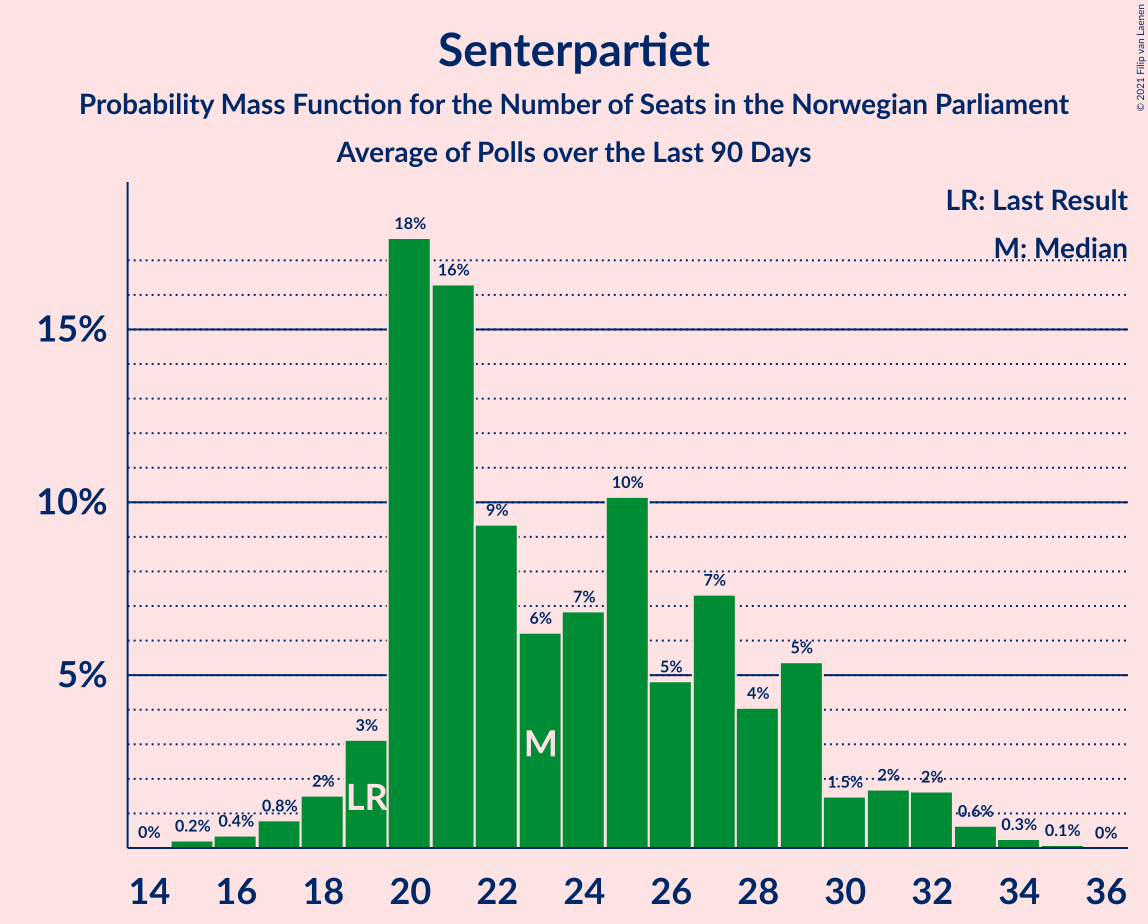 Senterpartiet
Probability Mass Function for the Number of Seats in the Norwegian Parliament
Average of Polls over the Last 90 Days
© 2021 Filip van Laenen
LR: Last Result
M: Median
15%
10%
5%
0%
0.2%
0.4%
0.8%
2%
3%
18%
16%
9%
6%
7%
10%
5%
7%
4%
5%
1.5%
2%
2%
0.6%
0.3%
0.1%
0%
LR
M
14 16 18 20 22 24 26 28 30 32 34 36